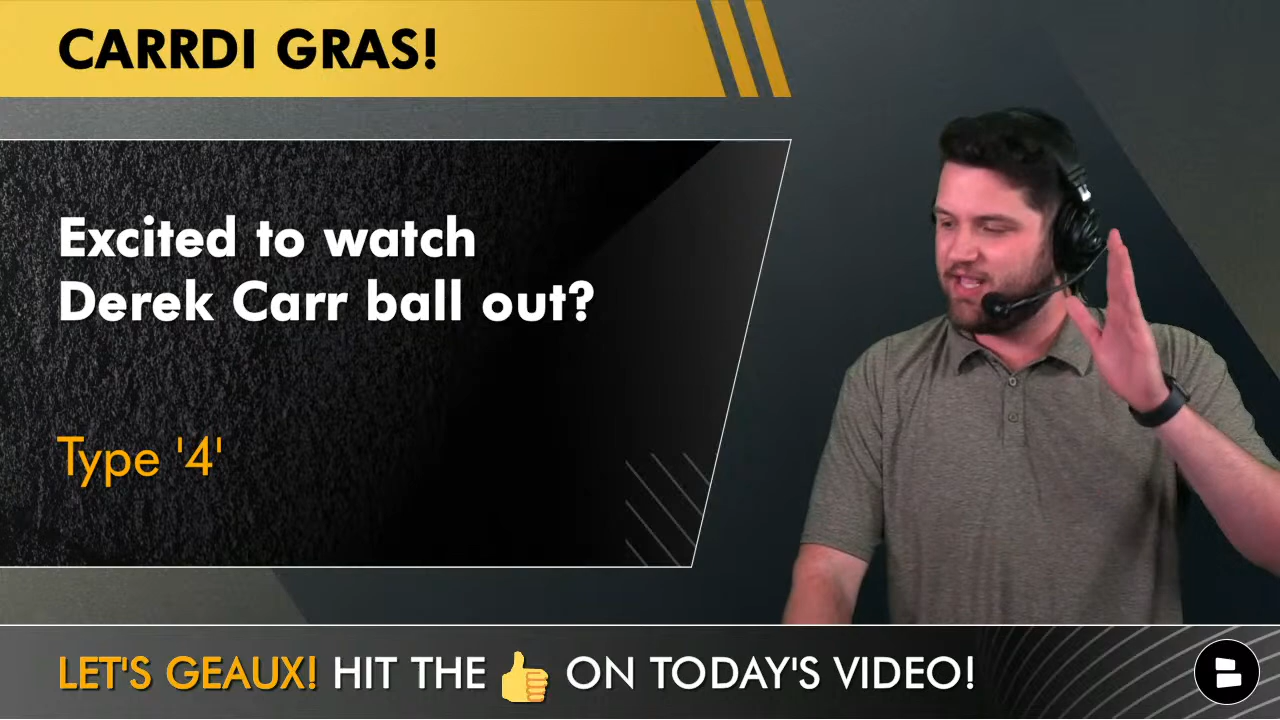 CARRDI GRAS!
Excited to watch
Derek Carr ball out?
Type '4'
LET'S GEAUX! HIT THE 👍 ON TODAY'S VIDEO!